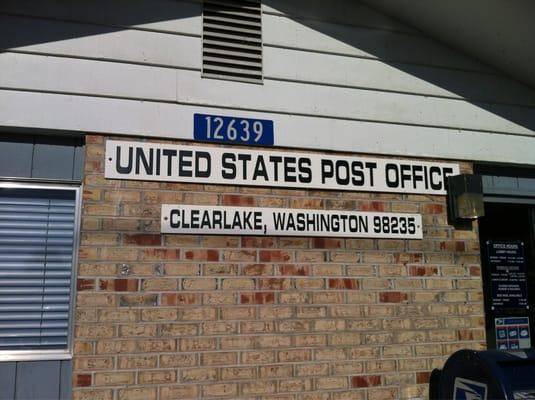 12639
UNITED STATES POST OFFICE
CLEARLAKE, WASHINGTON 98235
OFFICE HOURS